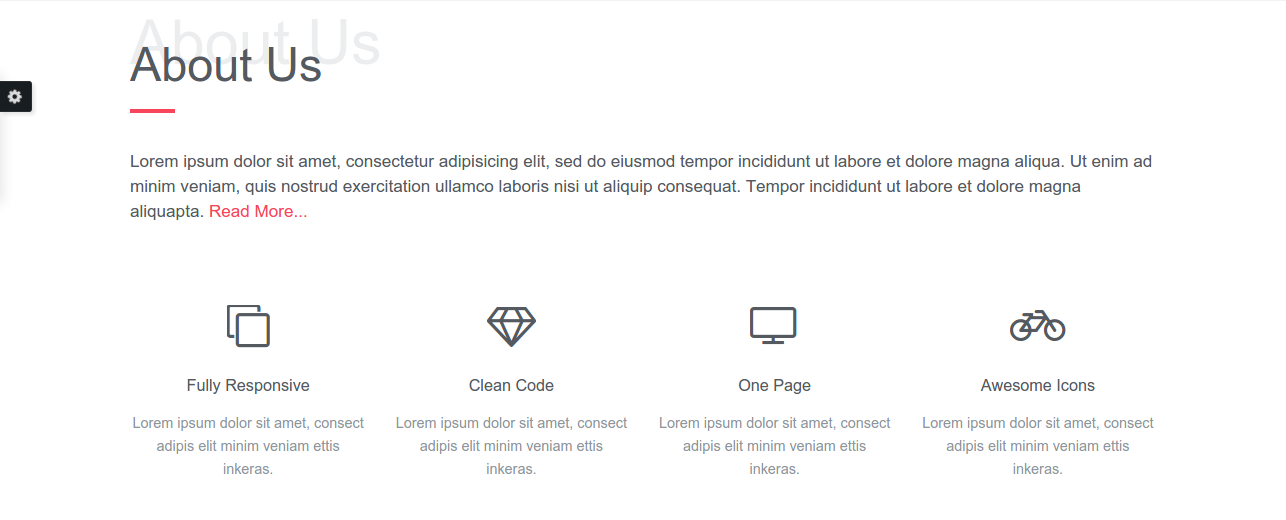 About Us
About Us
Lorem ipsum dolor sit amet, consectetur adipisicing elit, sed do eiusmod tempor incididunt ut labore et dolore magna aliqua. Ut enim ad
minim veniam, quis nostrud exercitation ullamco laboris nisi ut aliquip consequat. Tempor incididunt ut labore et dolore magna
aliquapta. Read More...
Fully Responsive
Lorem ipsum dolor sit amet, consect
adipis elit minim veniam ettis
inkeras.
Clean Code
Lorem ipsum dolor sit amet, consect
adipis elit minim veniam ettis
inkeras.
One Page
Lorem ipsum dolor sit amet, consect
adipis elit minim veniam ettis
inkeras.
Awesome Icons
Lorem ipsum dolor sit amet, consect
adipis elit minim veniam ettis
inkeras.